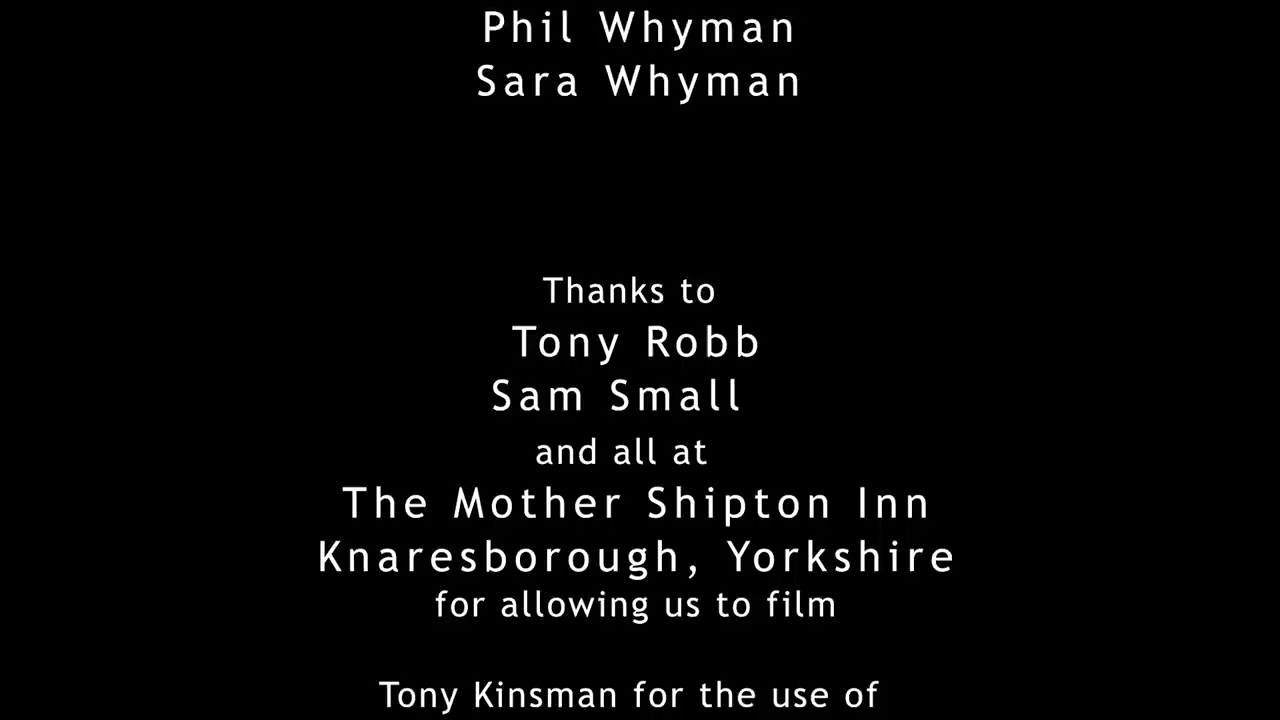 Phil Whyman
Sara Whyman
Thanks to
Tony Robb
Sam Small
and all at
The Mother Shipton Inn
Knaresborough, Yorkshire
for allowing us to film
Tony Kinsman for the use of